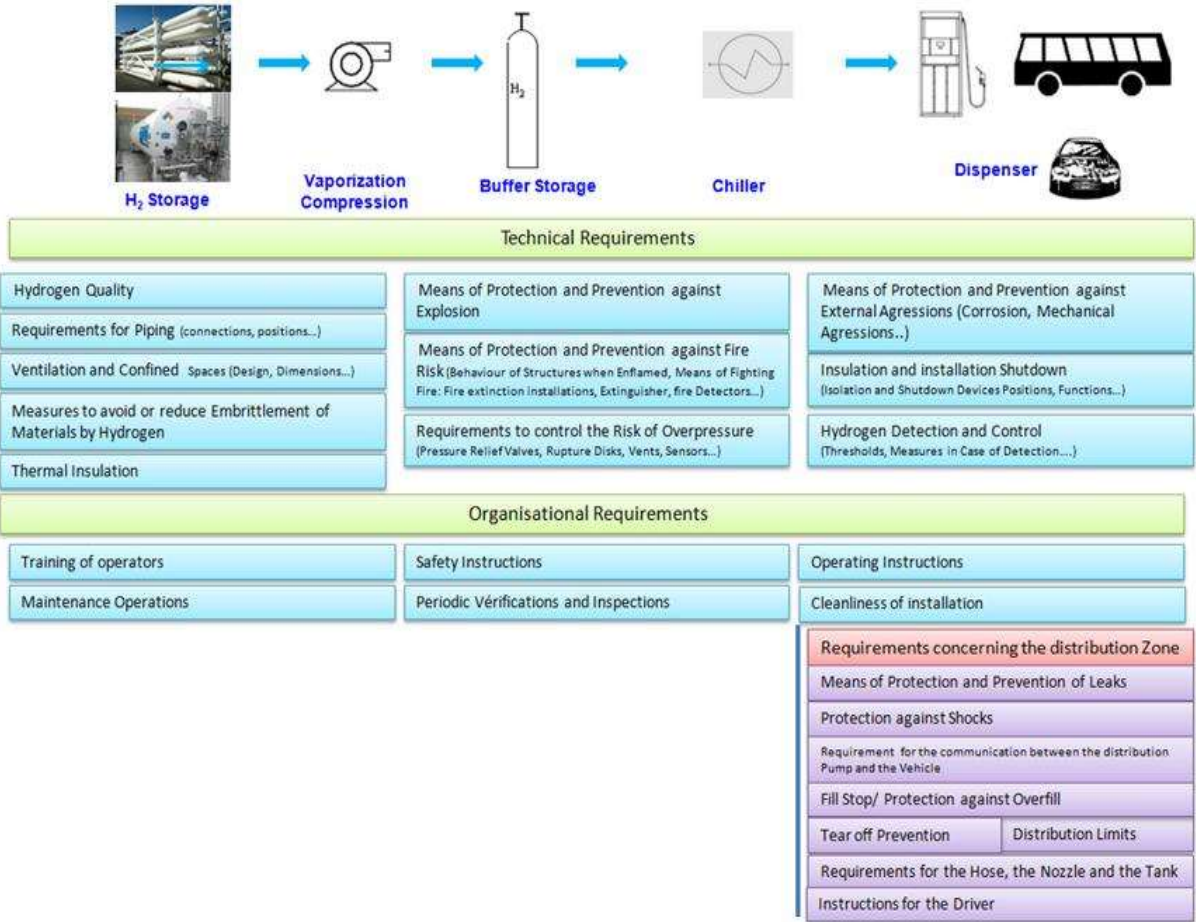 H2
H2 Storage
Vaporization
Compression
Buffer Storage
Chiller
Dispenser
Technical Requirements
Hydrogen Quality
Requirements for Piping (connections, positions...)
Ventilation and Confined Spaces (Design, Dimensions...)
Measures to avoid or reduce Embrittlement of
Materials by Hydrogen
Thermal Insulation
Means of Protection and Prevention against
Explosion
Means of Protection and Prevention against Fire
Risk (Behaviour of Structures when Enflamed, Means of Fighting
Fire: Fire extinction installations, Extinguisher, fire Detectors...)
Requirements to control the Risk of Overpressure
(Pressure Relief Valves, Rupture Disks, Vents, Sensors...)
Means of Protection and Prevention against
External Agressions (Corrosion, Mechanical
Agressions..)
Insulation and installation Shutdown
(Isolation and Shutdown Devices Positions, Functions...)
Hydrogen Detection and Control
(Thresholds, Measures in Case of Detection....)
Organisational Requirements
Training of operators
Safety Instructions
Operating Instructions
Maintenance Operations
Periodic Vérifications and Inspections
Cleanliness of installation
Requirements concerning the distribution Zone
Means of Protection and Prevention of Leaks
Protection against Shocks
Requirement for the communication between the distribution
Pump and the Vehicle
Fill Stop/ Protection against Overfill
Tear off Prevention
Distribution Limits
Requirements for the Hose, the Nozzle and the Tank
Instructions for the Driver